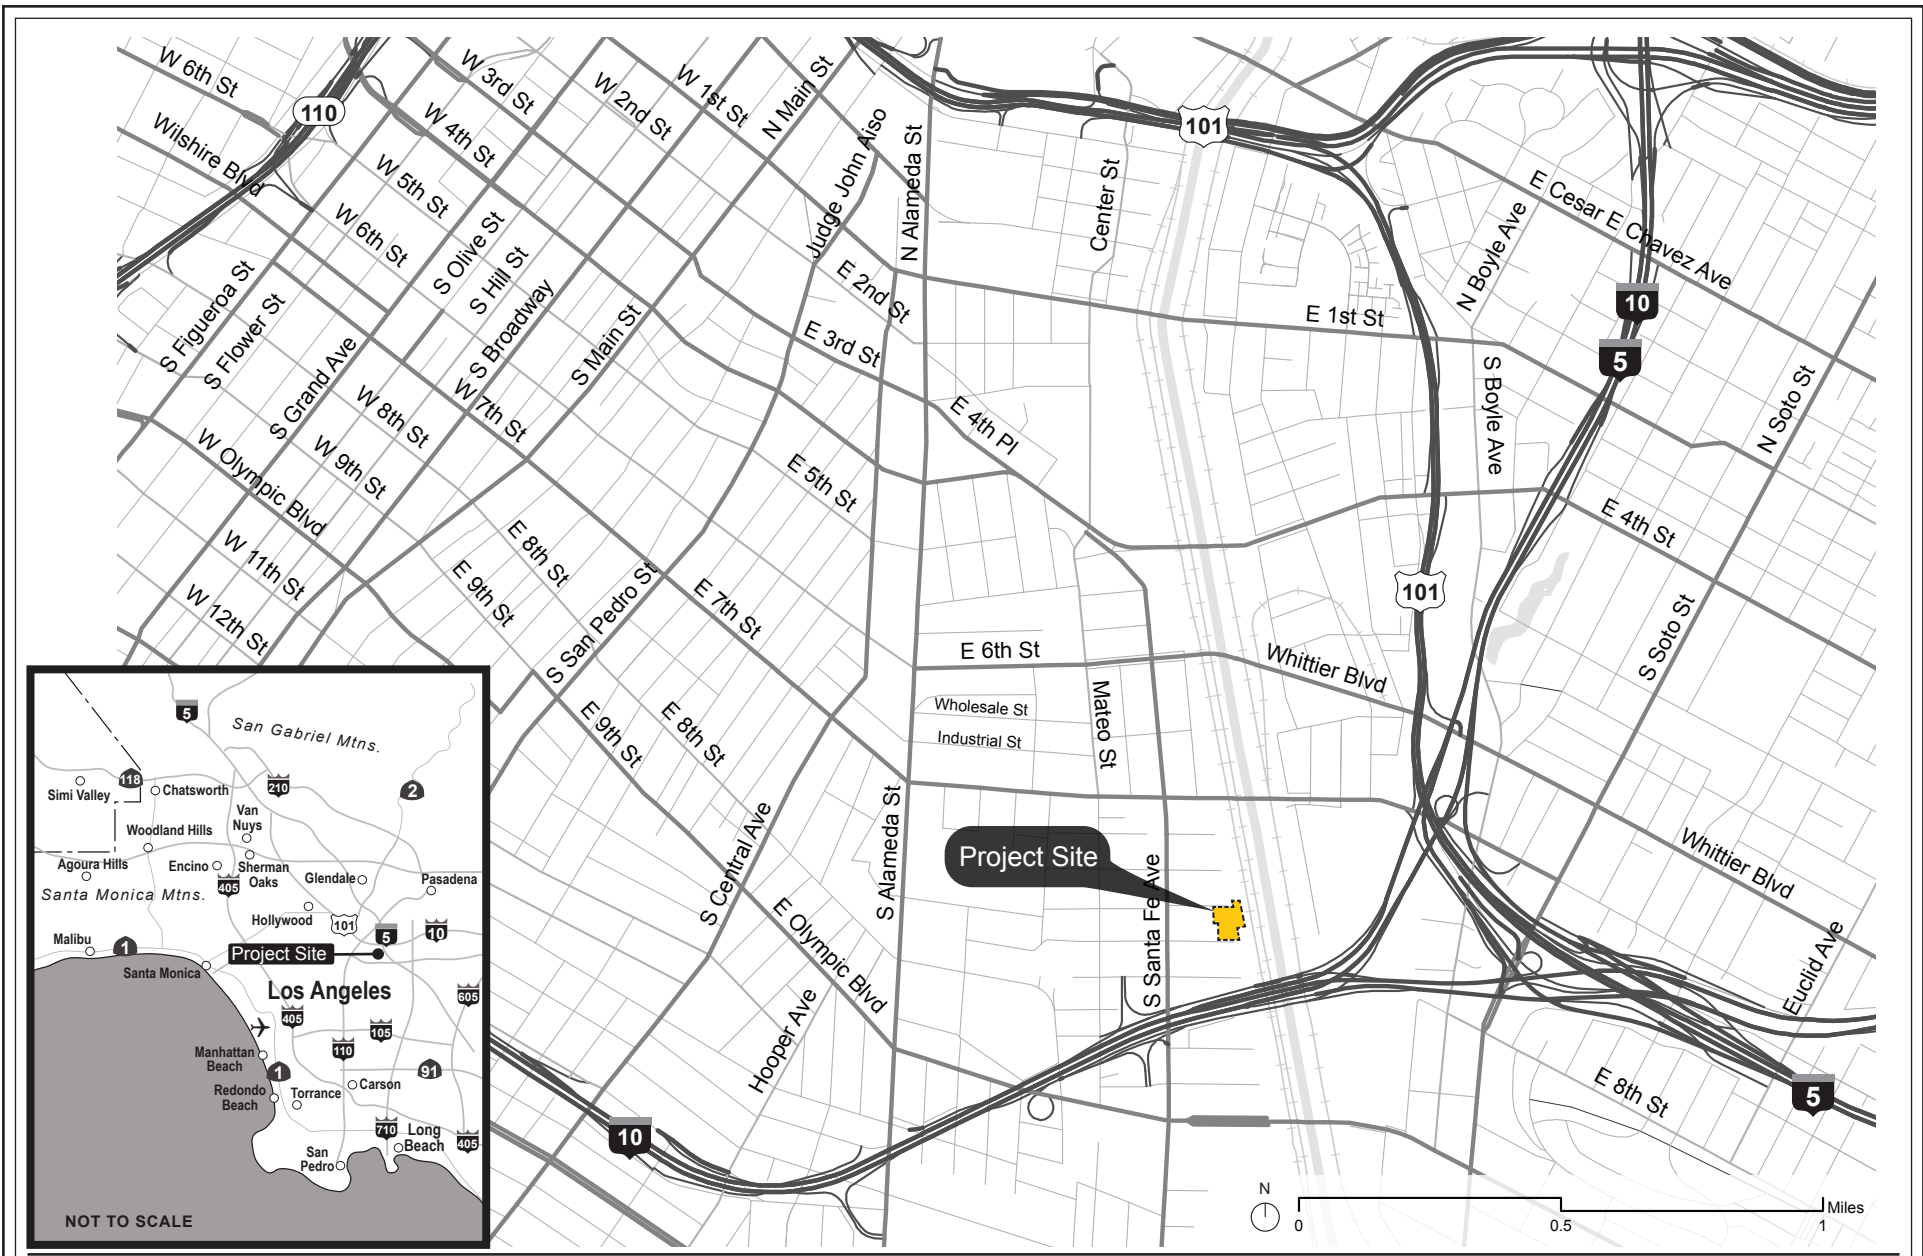 W 6th St
110
W 3rd St
W 2nd St
W 1st St
N Main St
Wilshire Blvd
W 4th St
Judge John Aiso
N Alameda St
101
Center St
E Cesar E Chavez Ave
W 5th St
W 6th St
S Olive St
S Hill St
N Boyle Ave
10
E 2nd St
E 1st St
S Figueroa St
S Flower St
S Grand Ave
S Broadway
S Main St
E 3rd St
5
S Boyle Ave
N Soto St
W 8th St
W 7th St
E 4th Pl
W Olympic Blvd
W 9th St
E 5th St
E 4th St
W 11th St
E 8th St
E 9th St
W 12th St
S San Pedro St
E 7th St
101
S Soto St
E 6th St
Whittier Blvd
Mateo St
Wholesale St
Industrial St
E 9th St
E 8th St
S Central Ave
S Alameda St
Project Site
S Santa Fe Ave
Whittier Blvd
E Olympic Blvd
Euclid Ave
Hooper Ave
E 8th St
5
10
N
0
0.5
1
Miles
5
San Gabriel Mtns.
118
Simi Valley
Chatsworth
210
2
Van
Nuys
Woodland Hills
Agoura Hills
Encino
Sherman
Oaks
405
Glendale
Pasadena
Santa Monica Mtns.
Hollywood
101
5
10
Malibu
1
Project Site
Santa Monica
Los Angeles
605
405
105
110
Manhattan
Beach
1
91
Redondo
Beach
Torrance
Carson
710
Long
Beach
405
San
Pedro
NOT TO SCALE